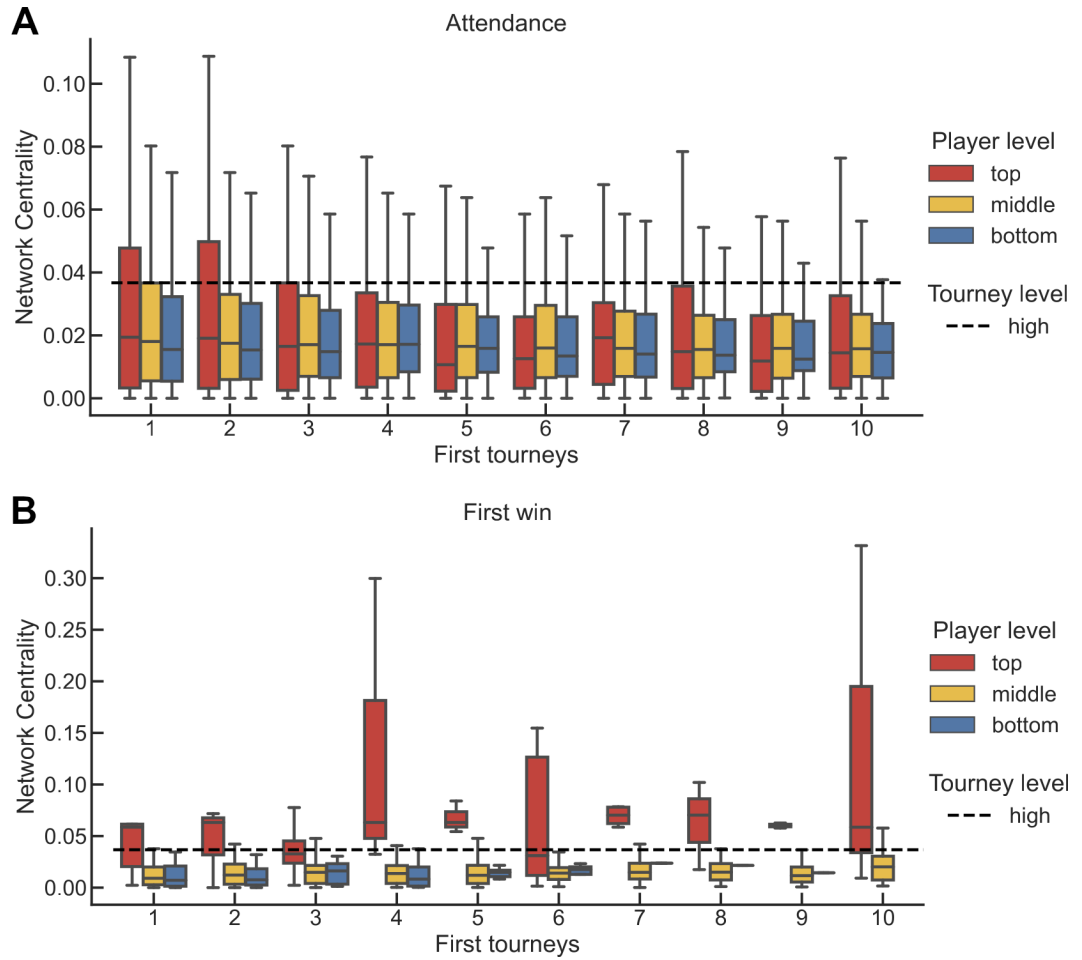 A
Attendance
Network Centrality
0.10
0.08
0.06
0.04
0.02
0.00
1 2 3 4 5 6 7 8 9 10
First tourneys
Player level
top
middle
bottom
Tourney level
high
B
First win
Network Centrality
0.30
0.25
0.20
0.15
0.10
0.05
0.00
1 2 3 4 5 6 7 8 9 10
First tourneys
Player level
top
middle
bottom
Tourney level
high